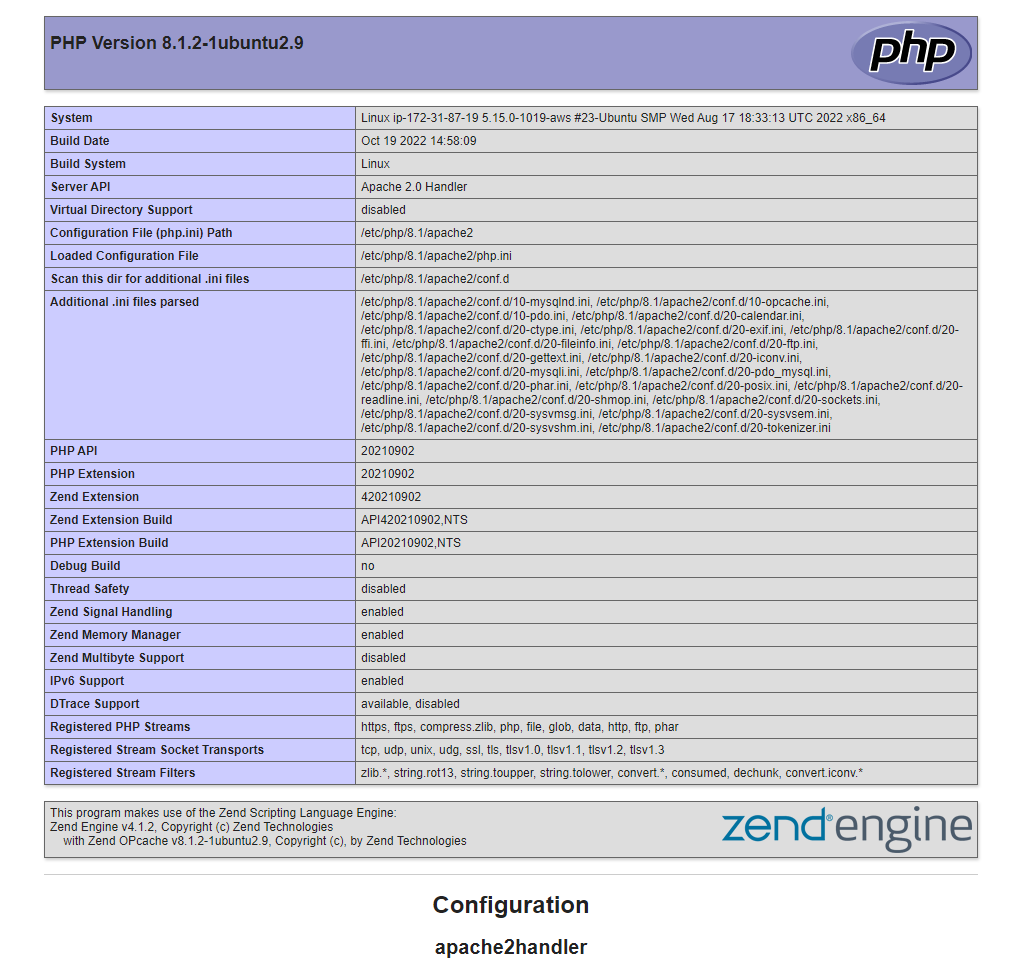 PHP Version 8.1.2-1ubuntu2.9
php
System Linux ip-172-31-87-19 5.15.0-1019-aws #23-Ubuntu SMP Wed Aug 17 18:33:13 UTC 2022 x86_64
Build Date Oct 19 2022 14:58:09
Build System Linux
Server API Apache 2.0 Handler
Virtual Directory Support disabled
Configuration File (php.ini) Path /etc/php/8.1/apache2
Loaded Configuration File /etc/php/8.1/apache2/php.ini
Scan this dir for additional .ini files /etc/php/8.1/apache2/conf.d
Additional .ini files parsed /etc/php/8.1/apache2/conf.d/10-mysqlnd.ini, /etc/php/8.1/apache2/conf.d/10-opcache.ini,
/etc/php/8.1/apache2/conf.d/10-pdo.ini, /etc/php/8.1/apache2/conf.d/20-calendar.ini,
/etc/php/8.1/apache2/conf.d/20-ctype.ini, /etc/php/8.1/apache2/conf.d/20-exif.ini, /etc/php/8.1/apache2/conf.d/20-
ffi.ini, /etc/php/8.1/apache2/conf.d/20-fileinfo.ini, /etc/php/8.1/apache2/conf.d/20-ftp.ini,
/etc/php/8.1/apache2/conf.d/20-gettext.ini, /etc/php/8.1/apache2/conf.d/20-iconv.ini,
/etc/php/8.1/apache2/conf.d/20-mysqli.ini, /etc/php/8.1/apache2/conf.d/20-pdo_mysql.ini,
/etc/php/8.1/apache2/conf.d/20-phar.ini, /etc/php/8.1/apache2/conf.d/20-posix.ini, /etc/php/8.1/apache2/conf.d/20-
readline.ini, /etc/php/8.1/apache2/conf.d/20-shmop.ini, /etc/php/8.1/apache2/conf.d/20-sockets.ini,
/etc/php/8.1/apache2/conf.d/20-sysvmsg.ini, /etc/php/8.1/apache2/conf.d/20-sysvsem.ini,
/etc/php/8.1/apache2/conf.d/20-sysvshm.ini, /etc/php/8.1/apache2/conf.d/20-tokenizer.ini
PHP API 20210902
PHP Extension 20210902
Zend Extension 420210902
Zend Extension Build API420210902,NTS
PHP Extension Build API20210902,NTS
Debug Build no
Thread Safety disabled
Zend Signal Handling enabled
Zend Memory Manager enabled
Zend Multibyte Support disabled
IPv6 Support enabled
DTrace Support available, disabled
Registered PHP Streams https, ftps, compress.zlib, php, file, glob, data, http, ftp, phar
Registered Stream Socket Transports tcp, udp, unix, udg, ssl, tls, tlsv1.0, tlsv1.1, tlsv1.2, tlsv1.3
Registered Stream Filters zlib.*, string.rot13, string.toupper, string.tolower, convert.*, consumed, dechunk, convert.iconv.*
This program makes use of the Zend Scripting Language Engine:
Zend Engine v4.1.2, Copyright (c) Zend Technologies
with Zend OPcache v8.1.2-1ubuntu2.9, Copyright (c), by Zend Technologies
zend®engine
Configuration
apache2handler